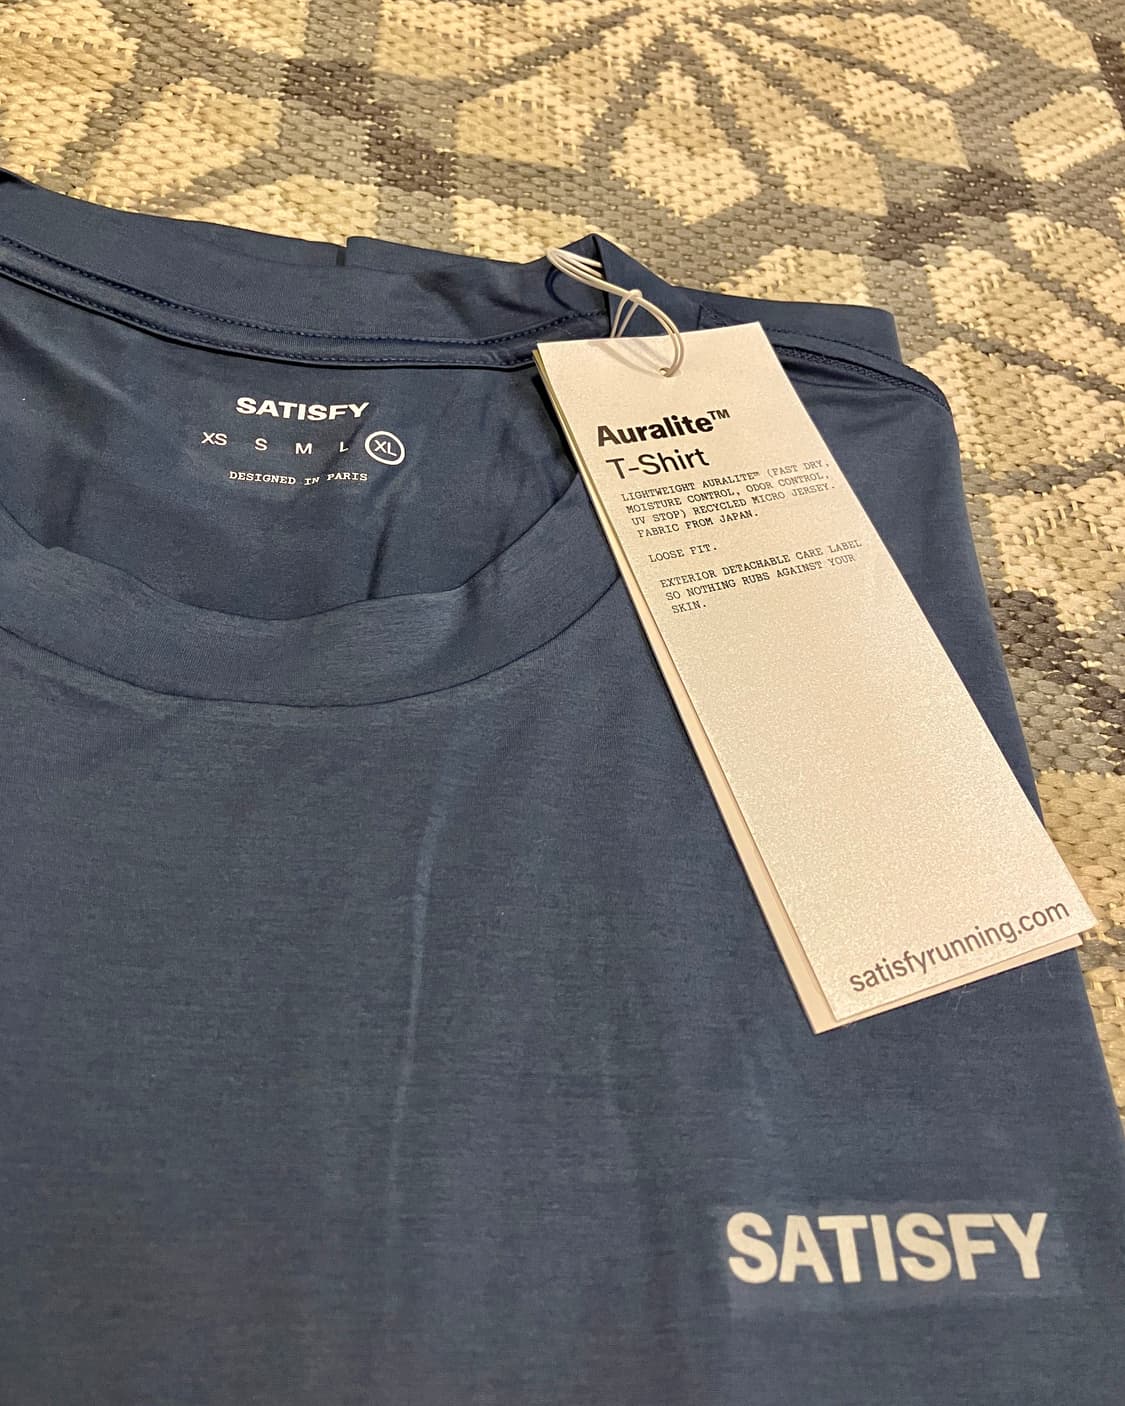 SATISFY
XS S M L XL
DESIGNED IN PARIS
Auralite™
T-Shirt
LIGHTWEIGHT AURALITE™ (FAST DRY,
MOISTURE CONTROL, ODOR CONTROL,
UV STOP) RECYCLED MICRO JERSEY.
FABRIC FROM JAPAN.
LOOSE FIT.
EXTERIOR DETACHABLE CARE LABEL
SO NOTHING RUBS AGAINST YOUR
SKIN.
satisfyrunning.com
SATISFY